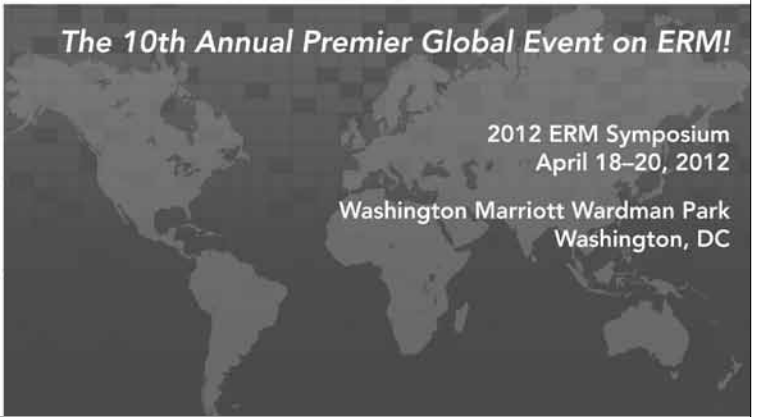 The 10th Annual Premier Global Event on ERM!
2012 ERM Symposium
April 18–20, 2012
Washington Marriott Wardman Park
Washington, DC